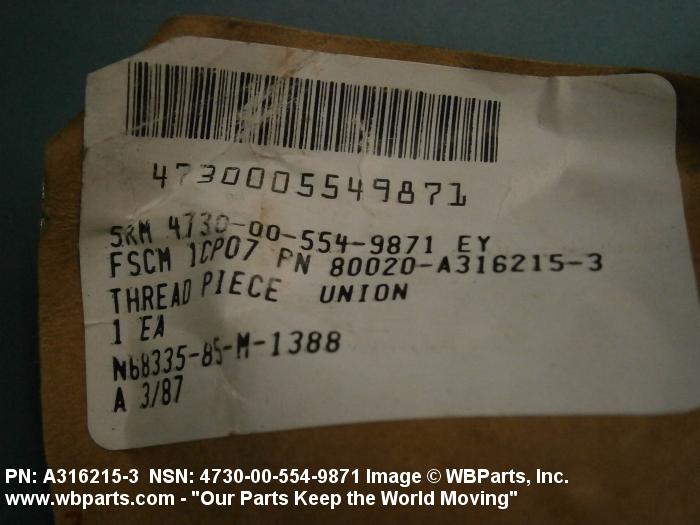 4730005549871
5RM 4730-00-554-9871 EY
FSCM 1CP07 PN 80020-A316215-3
THREAD PIECE UNION
1 EA
N68335-85-M-1388
A 3/87
PN: A316215-3 NSN: 4730-00-554-9871 Image © WBParts, Inc.
www.wbparts.com - "Our Parts Keep the World Moving"